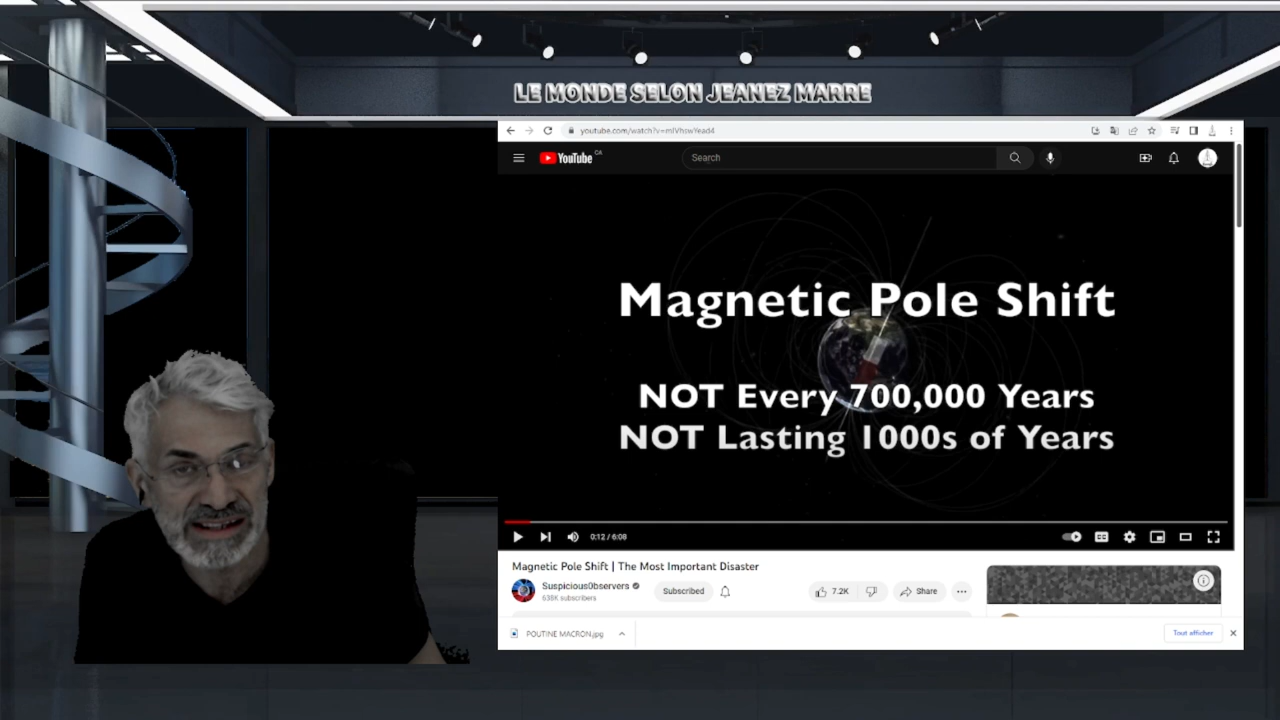 LE MONDE SELON JEANEZ MARRE
youtube.com/watch?v=mIVhswYead4
YouTube CA
Search
Magnetic Pole Shift
NOT Every 700,000 Years
NOT Lasting 1000s of Years
0:12 / 6:08
Magnetic Pole Shift | The Most Important Disaster
Suspicious0bservers
638K subscribers
Subscribed
7.2K
Share
POUTINE MACRON.jpg
Tout afficher